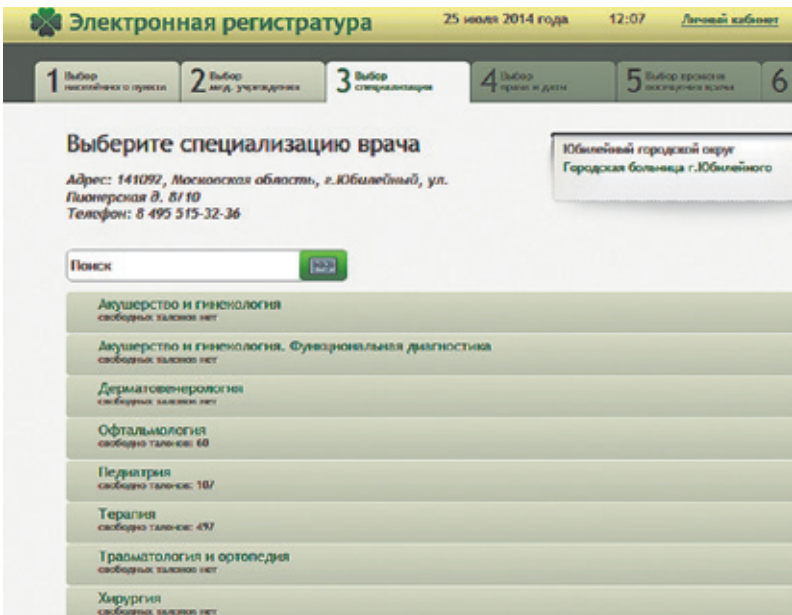 Электронная регистратура
25 июля 2014 года 12:07 Личный кабинет
1 Выбор населённого пункта
2 Выбор мед. учреждения
3 Выбор специализации
4 Выбор врача и даты
5 Выбор времени посещения врача
6
Выберите специализацию врача
Адрес: 141092, Московская область, г.Юбилейный, ул.
Пионерская д. 8/10
Телефон: 8 495 515-32-36
Юбилейный городской округ
Городская больница г.Юбилейного
Поиск
Акушерство и гинекология
свободных талонов нет
Акушерство и гинекология. Функциональная диагностика
свободных талонов нет
Дерматовенерология
свободных талонов нет
Офтальмология
свободно талонов: 60
Педиатрия
свободно талонов: 107
Терапия
свободно талонов: 497
Травматология и ортопедия
свободных талонов нет
Хирургия
свободных талонов нет